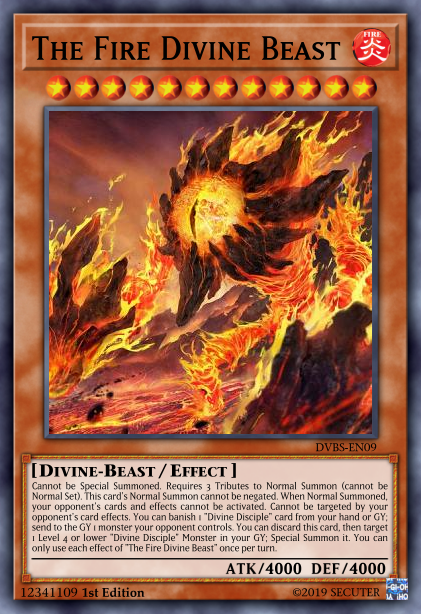 The Fire Divine Beast
FIRE
炎
DVBS-EN09
[Divine-Beast / Effect ]
Cannot be Special Summoned. Requires 3 Tributes to Normal Summon (cannot be
Normal Set). This card's Normal Summon cannot be negated. When Normal Summoned,
your opponent's cards and effects cannot be activated. Cannot be targeted by your
opponent's card effects. You can banish 1 "Divine Disciple" card from your hand or GY;
send to the GY 1 monster your opponent controls. You can discard this card, then target
1 Level 4 or lower "Divine Disciple" Monster in your GY; Special Summon it. You can
only use each effect of "The Fire Divine Beast" once per turn.
ATK/4000 DEF/4000
12341109 1st Edition
©2019 SECUTER